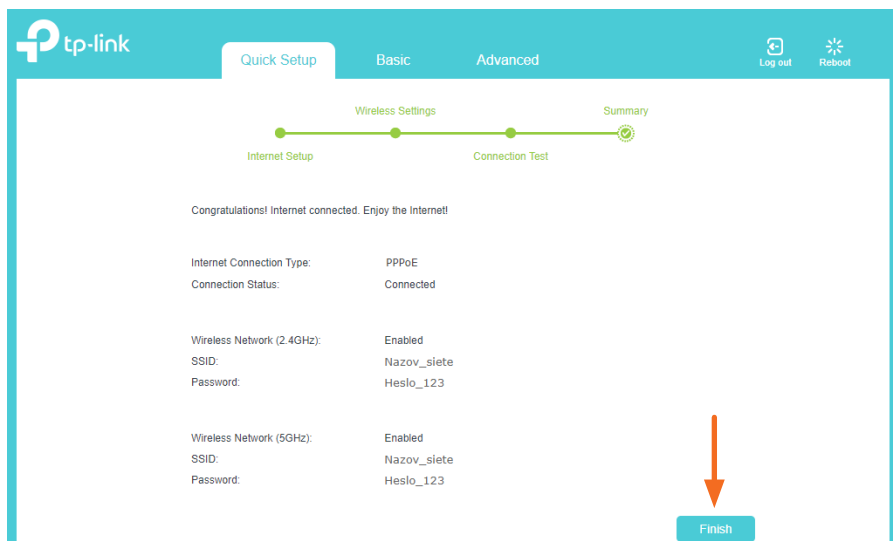 tp-link
Quick Setup Basic Advanced Log out Reboot
Wireless Settings Summary
Internet Setup Connection Test
Congratulations! Internet connected. Enjoy the Internet!
Internet Connection Type: PPPoE
Connection Status: Connected
Wireless Network (2.4GHz): Enabled
SSID: Nazov_siete
Password: Heslo_123
Wireless Network (5GHz): Enabled
SSID: Nazov_siete
Password: Heslo_123
Finish